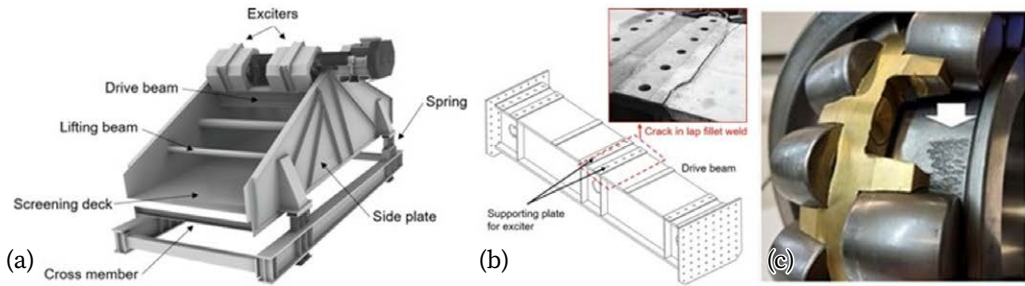 Exciters
Drive beam
Lifting beam
Screening deck
Cross member
Spring
Side plate
(a)
Crack in lap fillet weld
Drive beam
Supporting plate
for exciter
(b)
(c)